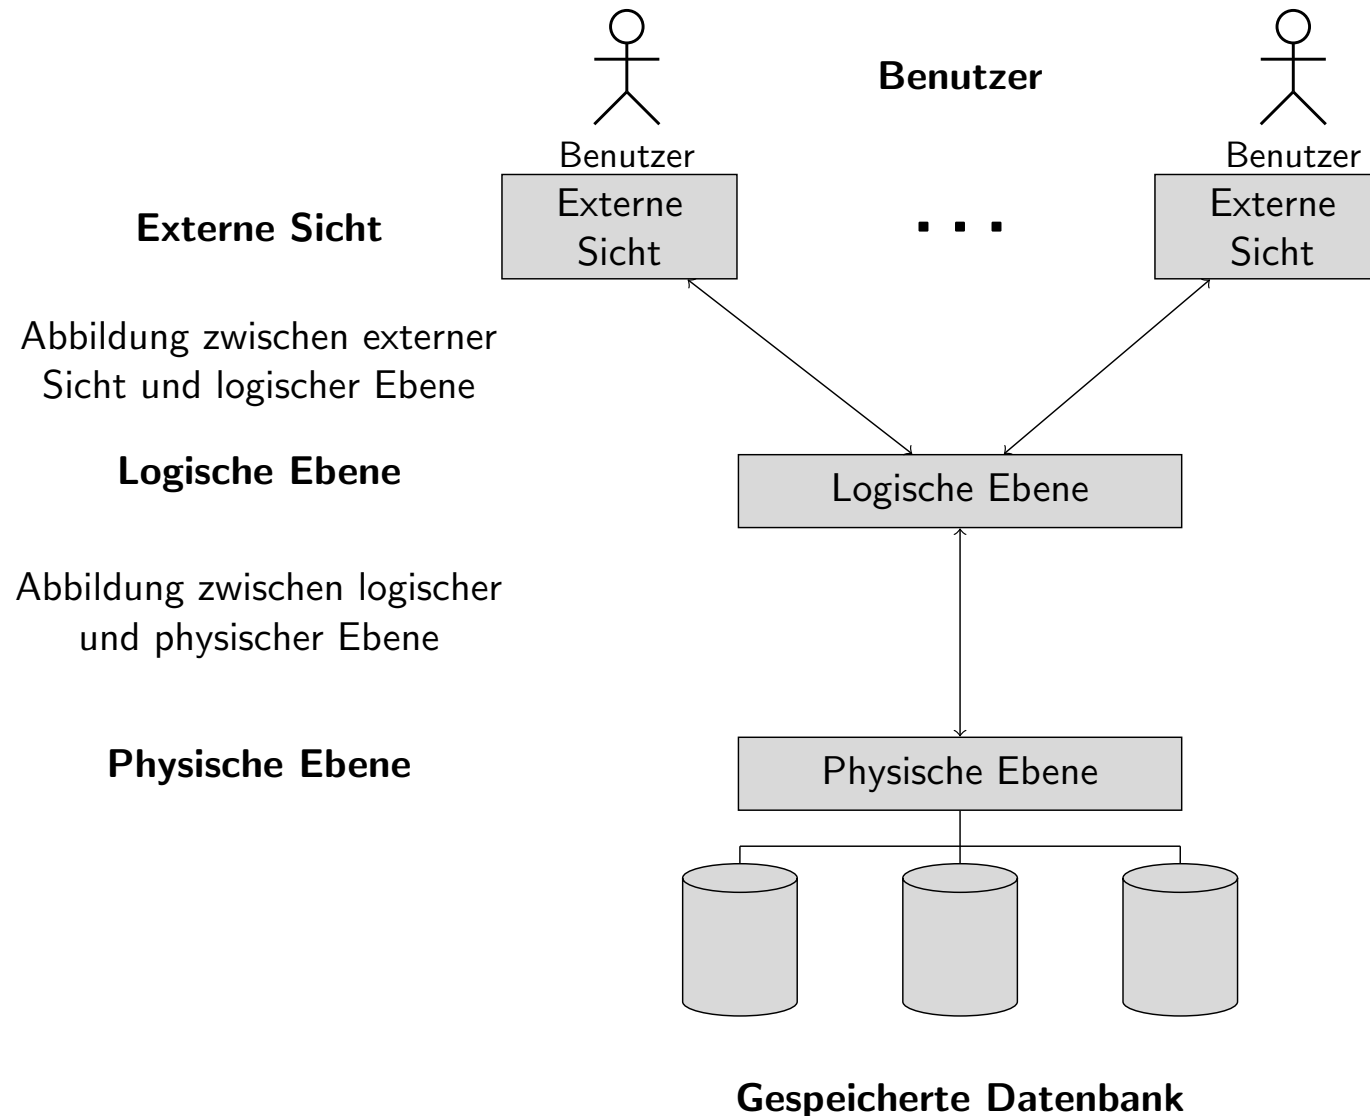 Benutzer
Benutzer
Benutzer
Externe Sicht
Externe
Sicht
. . .
Externe
Sicht
Abbildung zwischen externer
Sicht und logischer Ebene
Logische Ebene
Logische Ebene
Abbildung zwischen logischer
und physischer Ebene
Physische Ebene
Physische Ebene
Gespeicherte Datenbank